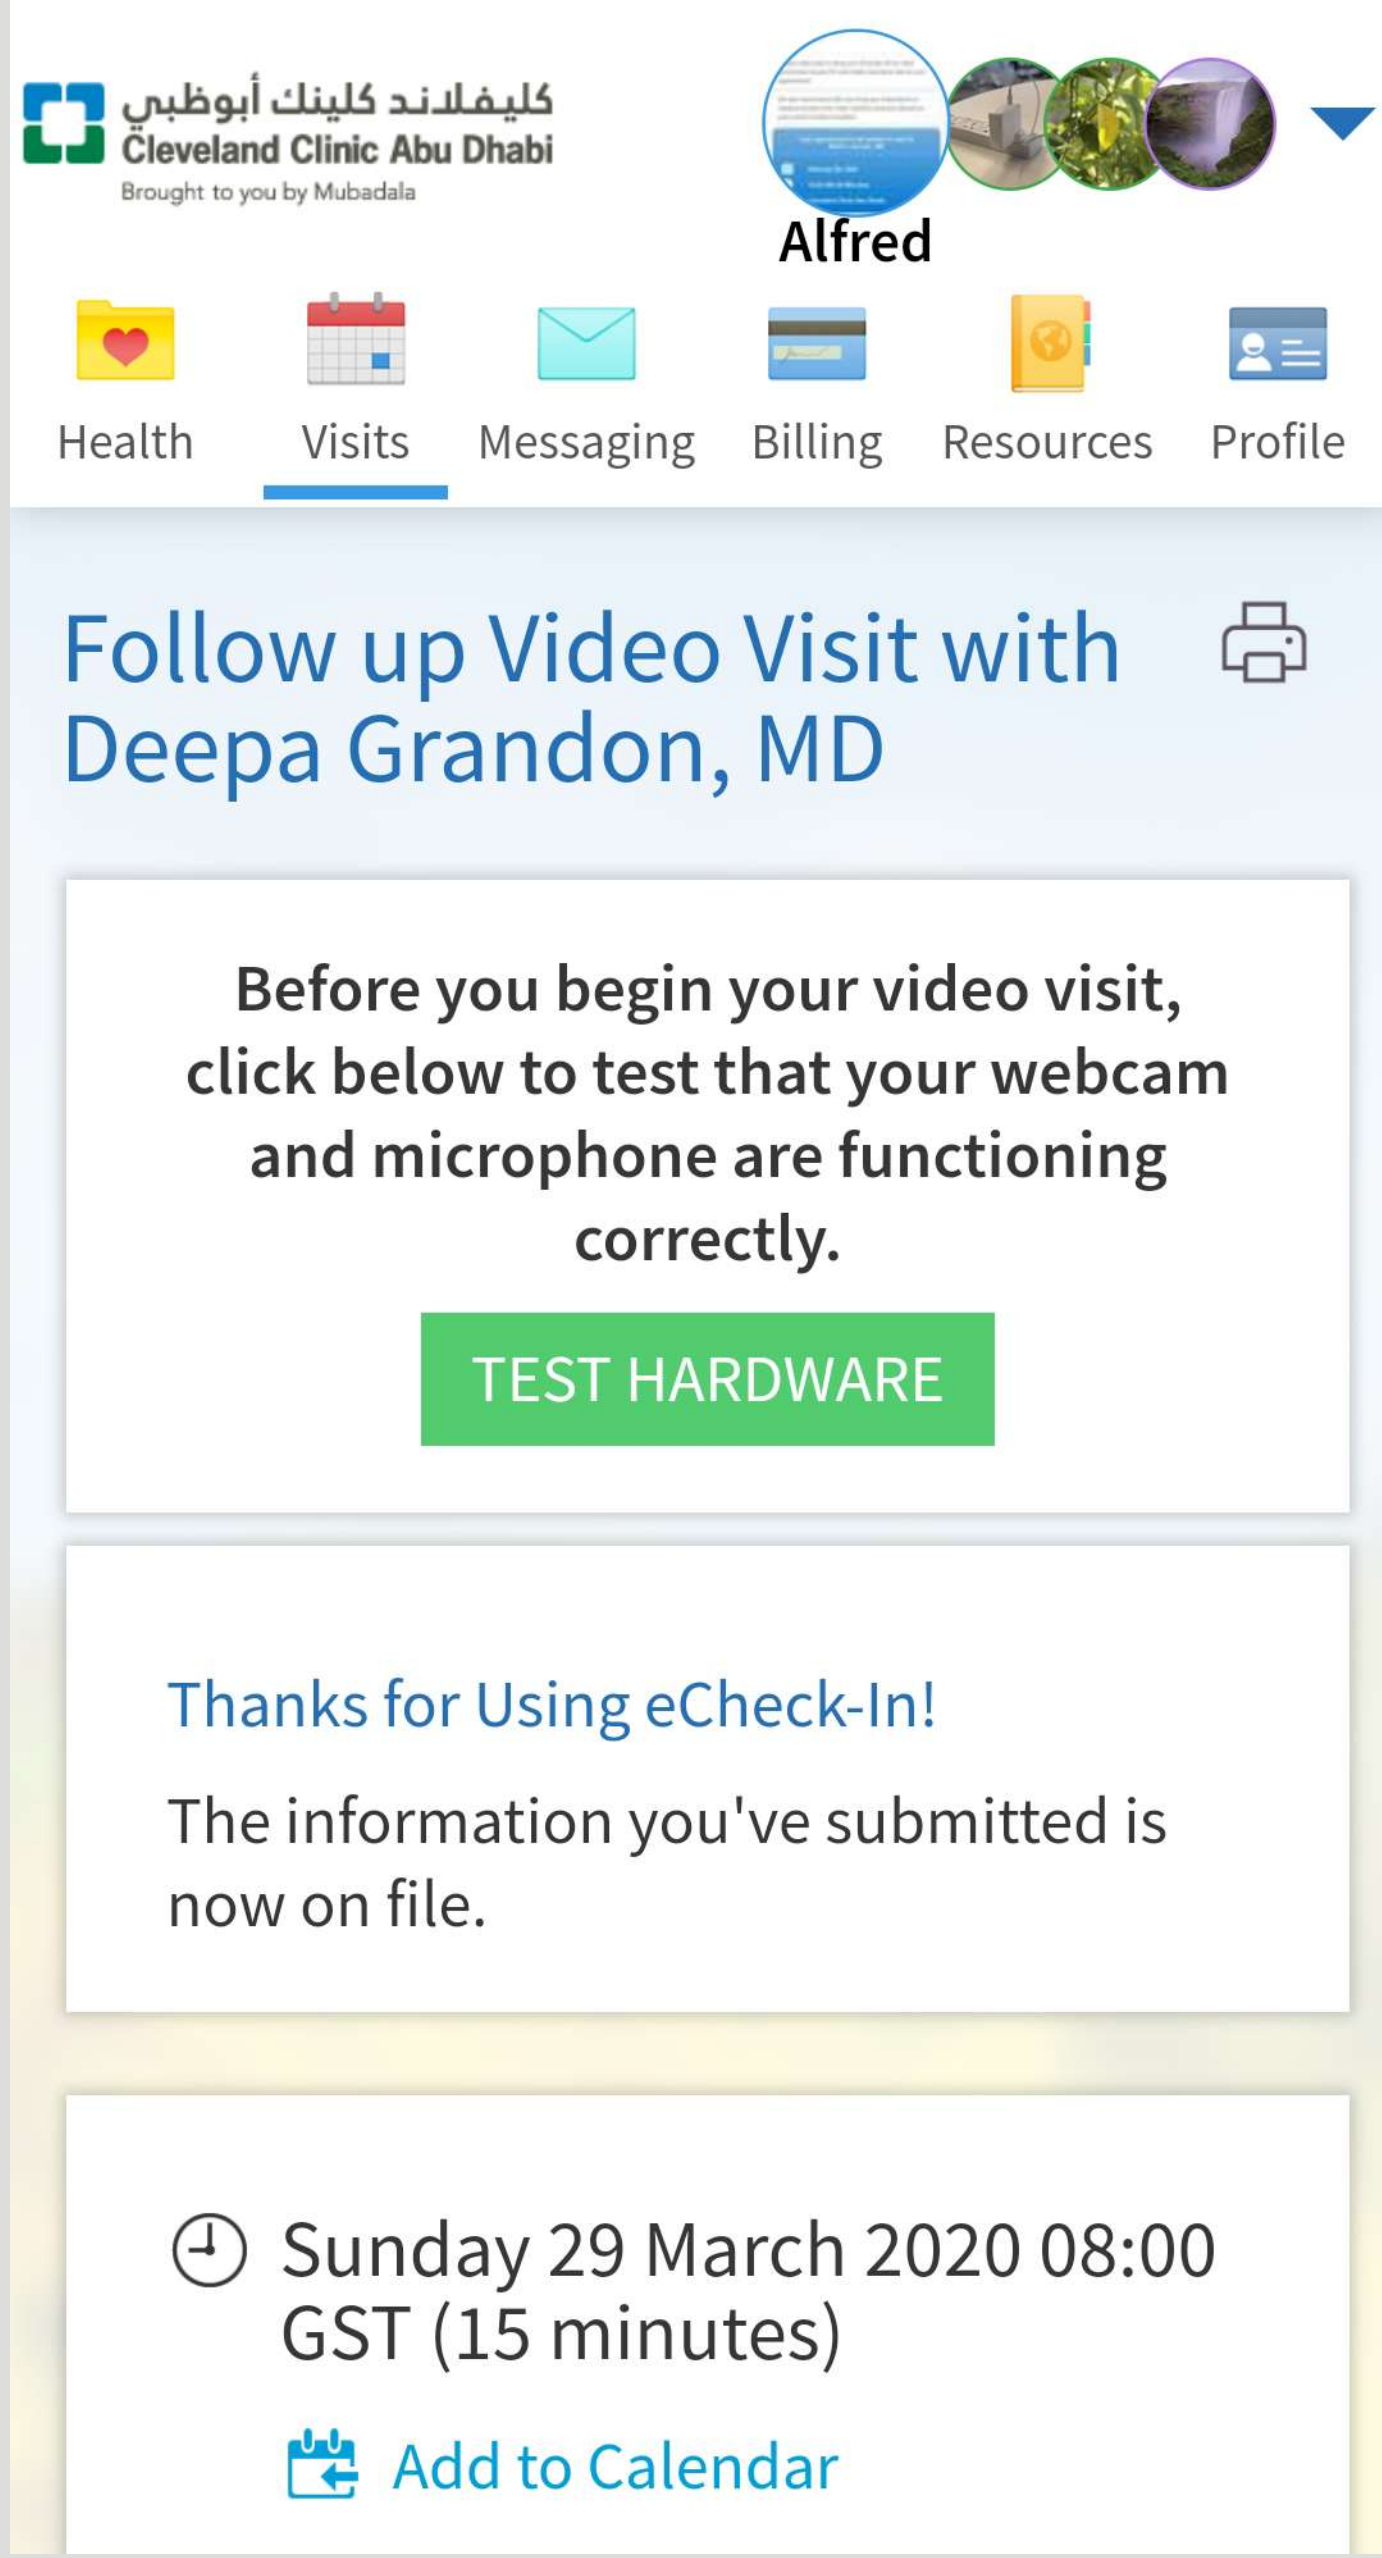 كليفلاند كلينك أبوظبي
Cleveland Clinic Abu Dhabi
Brought to you by Mubadala
Alfred
Health
Visits
Messaging
Billing
Resources
Profile
Follow up Video Visit with
Deepa Grandon, MD
Before you begin your video visit,
click below to test that your webcam
and microphone are functioning
correctly.
TEST HARDWARE
Thanks for Using eCheck-In!
The information you've submitted is
now on file.
Sunday 29 March 2020 08:00
GST (15 minutes)
Add to Calendar